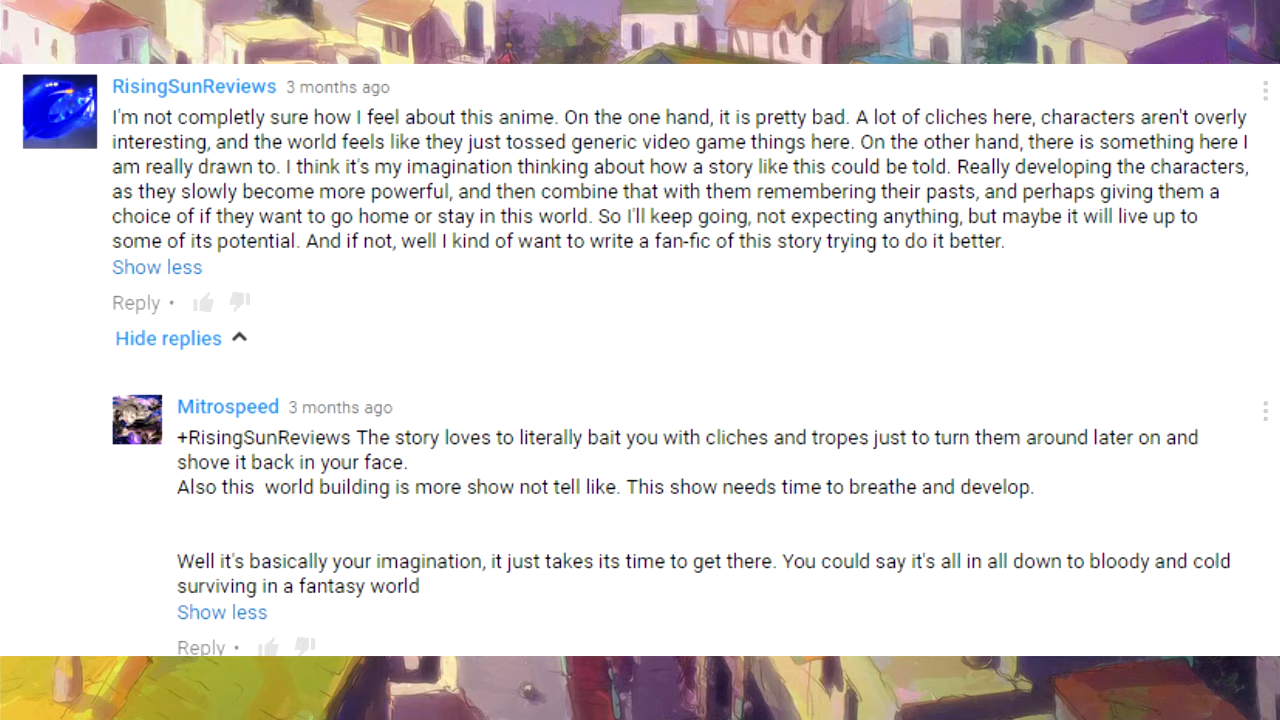 RisingSunReviews 3 months ago
I'm not completly sure how I feel about this anime. On the one hand, it is pretty bad. A lot of cliches here, characters aren't overly
interesting, and the world feels like they just tossed generic video game things here. On the other hand, there is something here I
am really drawn to. I think it's my imagination thinking about how a story like this could be told. Really developing the characters,
as they slowly become more powerful, and then combine that with them remembering their pasts, and perhaps giving them a
choice of if they want to go home or stay in this world. So I'll keep going, not expecting anything, but maybe it will live up to
some of its potential. And if not, well I kind of want to write a fan-fic of this story trying to do it better.
Show less
Reply •
Hide replies
Mitrospeed 3 months ago
+RisingSunReviews The story loves to literally bait you with cliches and tropes just to turn them around later on and
shove it back in your face.
Also this  world building is more show not tell like. This show needs time to breathe and develop.
Well it's basically your imagination, it just takes its time to get there. You could say it's all in all down to bloody and cold
surviving in a fantasy world
Show less
Reply •